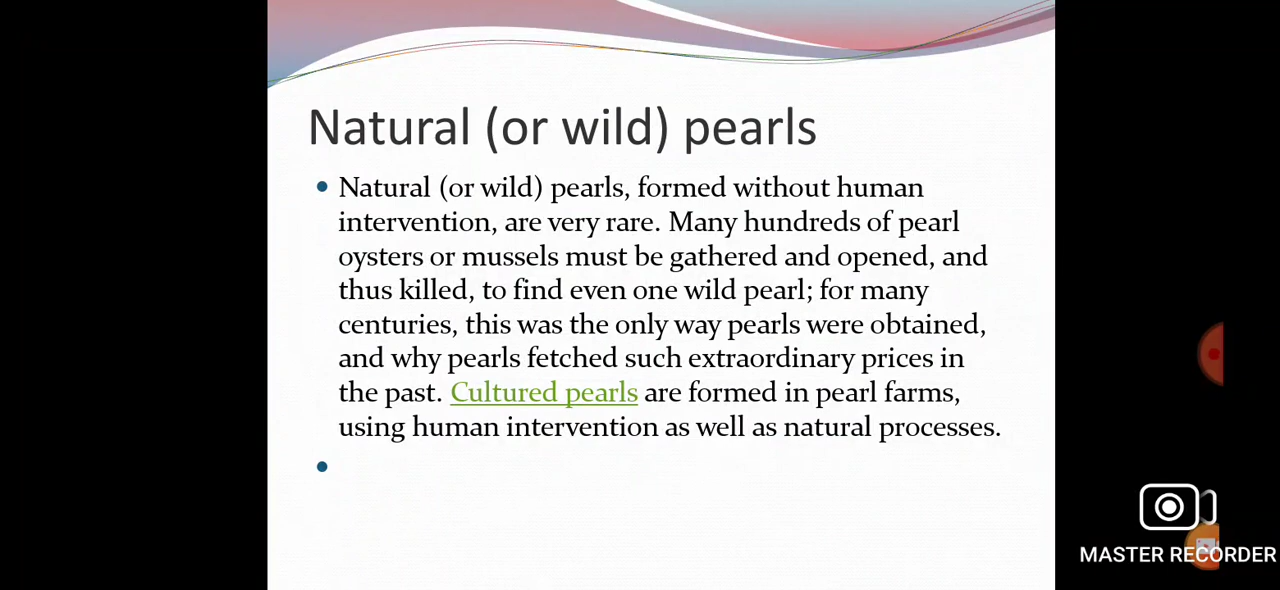 Natural (or wild) pearls
Natural (or wild) pearls, formed without human
intervention, are very rare. Many hundreds of pearl
oysters or mussels must be gathered and opened, and
thus killed, to find even one wild pearl; for many
centuries, this was the only way pearls were obtained,
and why pearls fetched such extraordinary prices in
the past. Cultured pearls are formed in pearl farms,
using human intervention as well as natural processes.
MASTER RECORDER